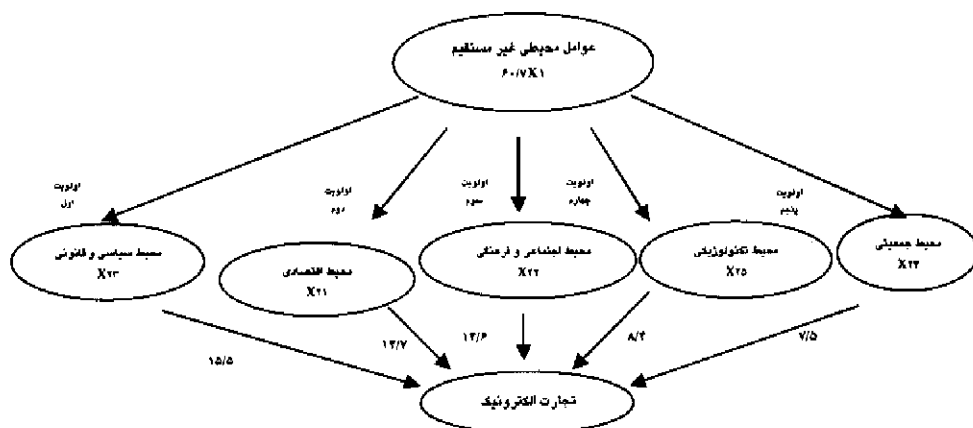 عوامل محیطی غیر مستقیم
۶۰/۷X۱
اولویت
اول
اولویت
دوم
اولویت
سوم
اولویت
چهارم
اولویت
پنجم
محیط سیاسی و قانونی
X۲۳
محیط اقتصادی
X۲۱
محیط اجتماعی و فرهنگی
X۲۲
محیط تکنولوژیکی
X۲۵
محیط جمعیتی
X۲۴
۱۵/۵
۱۳/۷
۱۳/۶
۸/۴
۷/۵
تجارت الکترونیک